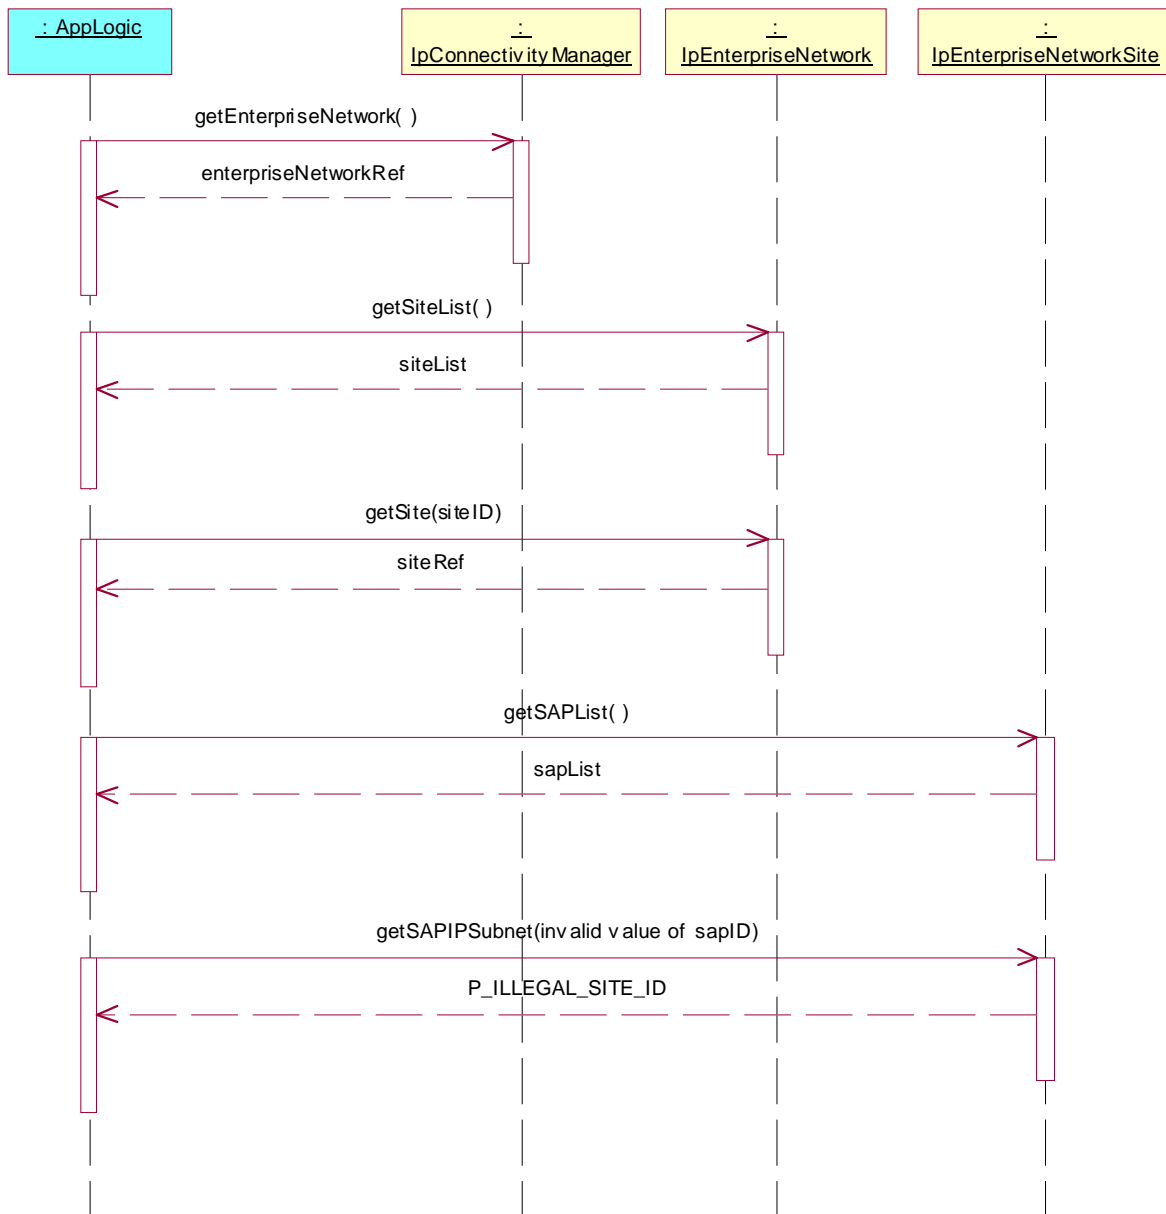 : AppLogic
:
IpConnectivityManager
:
IpEnterpriseNetwork
:
IpEnterpriseNetworkSite
getEnterpriseNetwork( )
enterpriseNetworkRef
getSiteList( )
siteList
getSite(siteID)
siteRef
getSAPList( )
sapList
getSAPIPSubnet(invalid value of sapID)
P_ILLEGAL_SITE_ID